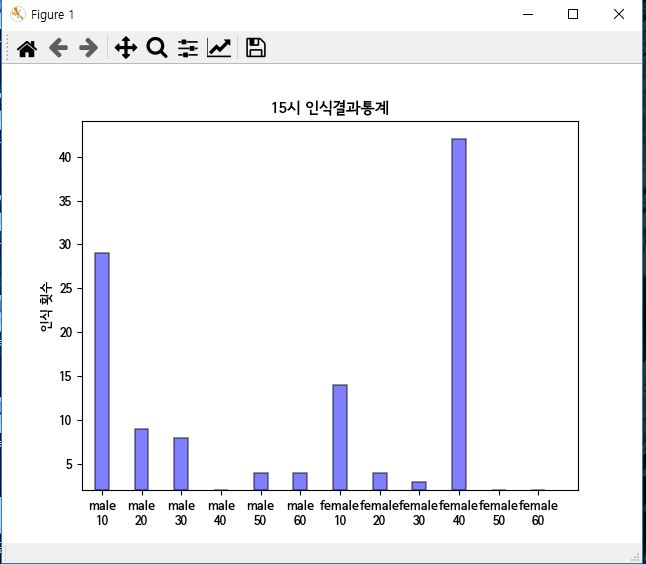 Figure 1
15시 인식결과통계
인식 횟수
40
35
30
25
20
15
10
5
male male male male male male female female female female female female
10 20 30 40 50 60 10 20 30 40 50 60